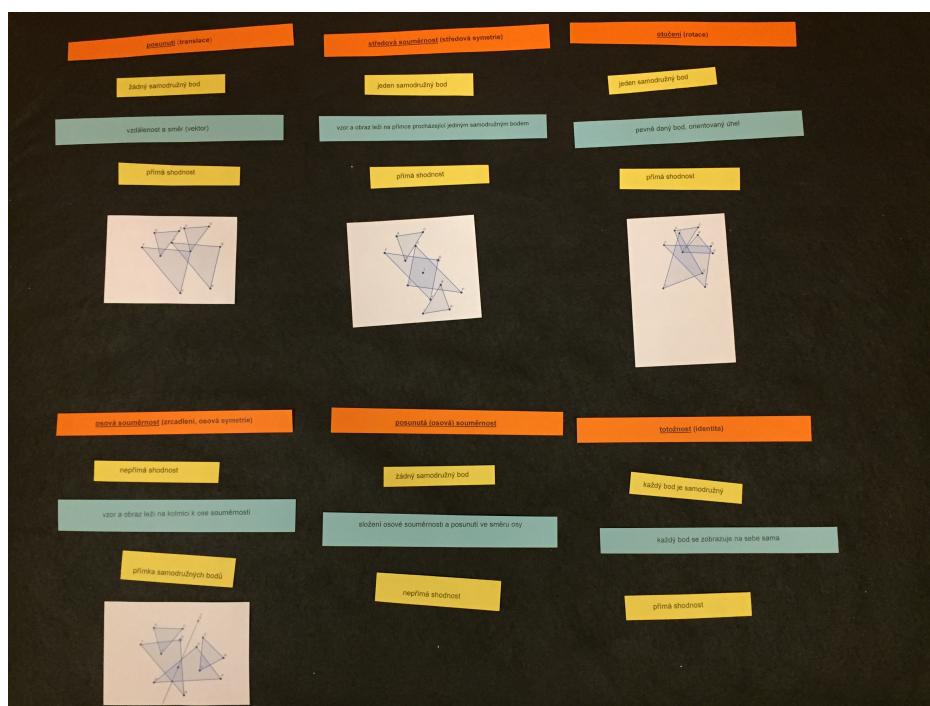 posunutí (translace)
žádný samodružný bod
vzdálenost a směr (vektor)
přímá shodnost
středová souměrnost (středová symetrie)
jeden samodružný bod
vzor a obraz leží na přímce procházející jediným samodružným bodem
přímá shodnost
otočení (rotace)
jeden samodružný bod
pevně daný bod, orientovaný úhel
přímá shodnost
osová souměrnost (zrcadlení, osová symetrie)
nepřímá shodnost
vzor a obraz leží na kolmici k ose souměrnosti
přímka samodružných bodů
posunutá (osová) souměrnost
žádný samodružný bod
složení osové souměrnosti a posunutí ve směru osy
nepřímá shodnost
totožnost (identita)
každý bod je samodružný
každý bod se zobrazuje na sebe sama
přímá shodnost